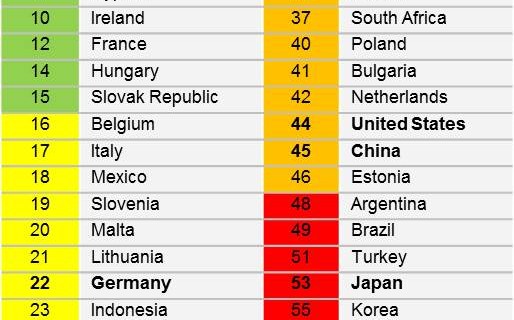 10 Ireland 37 South Africa
12 France 40 Poland
14 Hungary 41 Bulgaria
15 Slovak Republic 42 Netherlands
16 Belgium 44 United States
17 Italy 45 China
18 Mexico 46 Estonia
19 Slovenia 48 Argentina
20 Malta 49 Brazil
21 Lithuania 51 Turkey
22 Germany 53 Japan
23 Indonesia 55 Korea